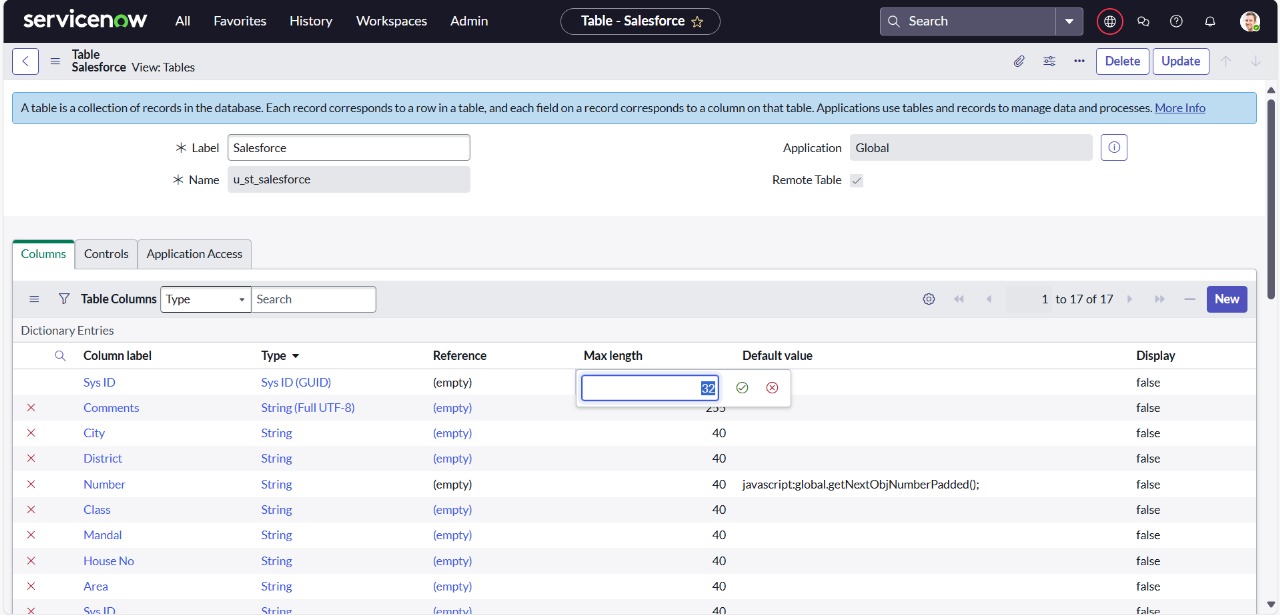 servicenow All Favorites History Workspaces Admin Table - Salesforce Search
Table
Salesforce View: Tables Delete Update
A table is a collection of records in the database. Each record corresponds to a row in a table, and each field on a record corresponds to a column on that table. Applications use tables and records to manage data and processes. More Info
Label Salesforce Application Global
Name u_st_salesforce Remote Table
Columns Controls Application Access
Table Columns Type Search 1 to 17 of 17 New
Dictionary Entries
Column label Type Reference Max length Default value Display
Sys ID Sys ID (GUID) (empty) 32 false
Comments String (Full UTF-8) (empty) 255 false
City String (empty) 40 false
District String (empty) 40 false
Number String (empty) 40 javascript:global.getNextObjNumberPadded(); false
Class String (empty) 40 false
Mandal String (empty) 40 false
House No String (empty) 40 false
Area String (empty) 40 false
Sys ID String (empty) 40 false